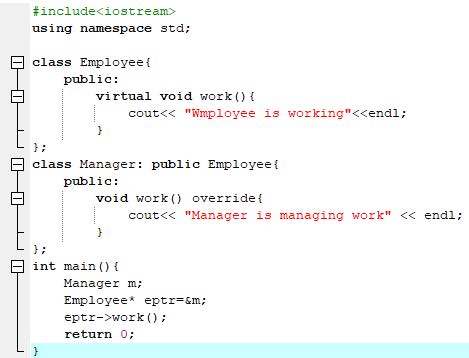 #include<iostream>
using namespace std;
class Employee{
public:
virtual void work(){
cout<< "Wmployee is working"<<endl;
}
};
class Manager: public Employee{
public:
void work() override{
cout<< "Manager is managing work" << endl;
}
};
int main(){
Manager m;
Employee* eptr=&m;
eptr->work();
return 0;
}